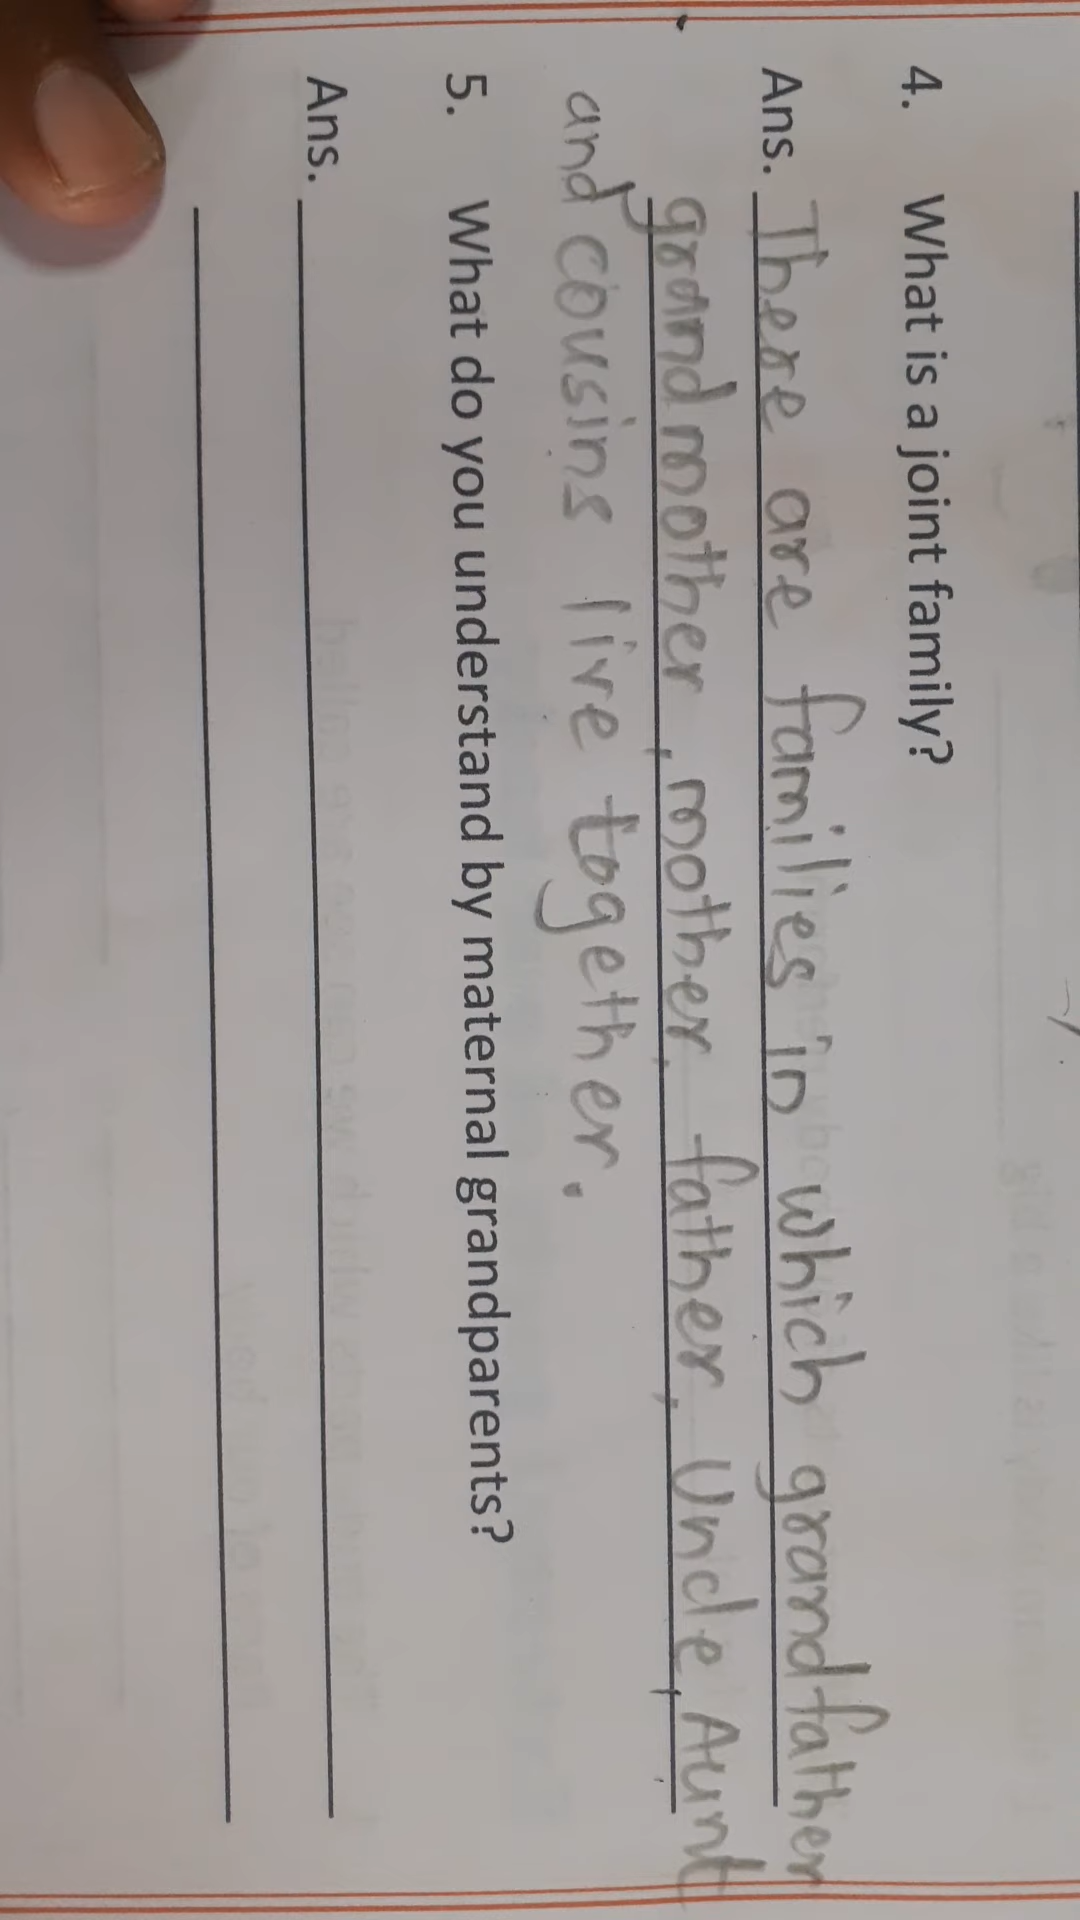 4. What is a joint family?
Ans. There are families in which grandfather
grandmother, mother, father, Uncle, Aunt
and cousins live together.
5. What do you understand by maternal grandparents?
Ans.